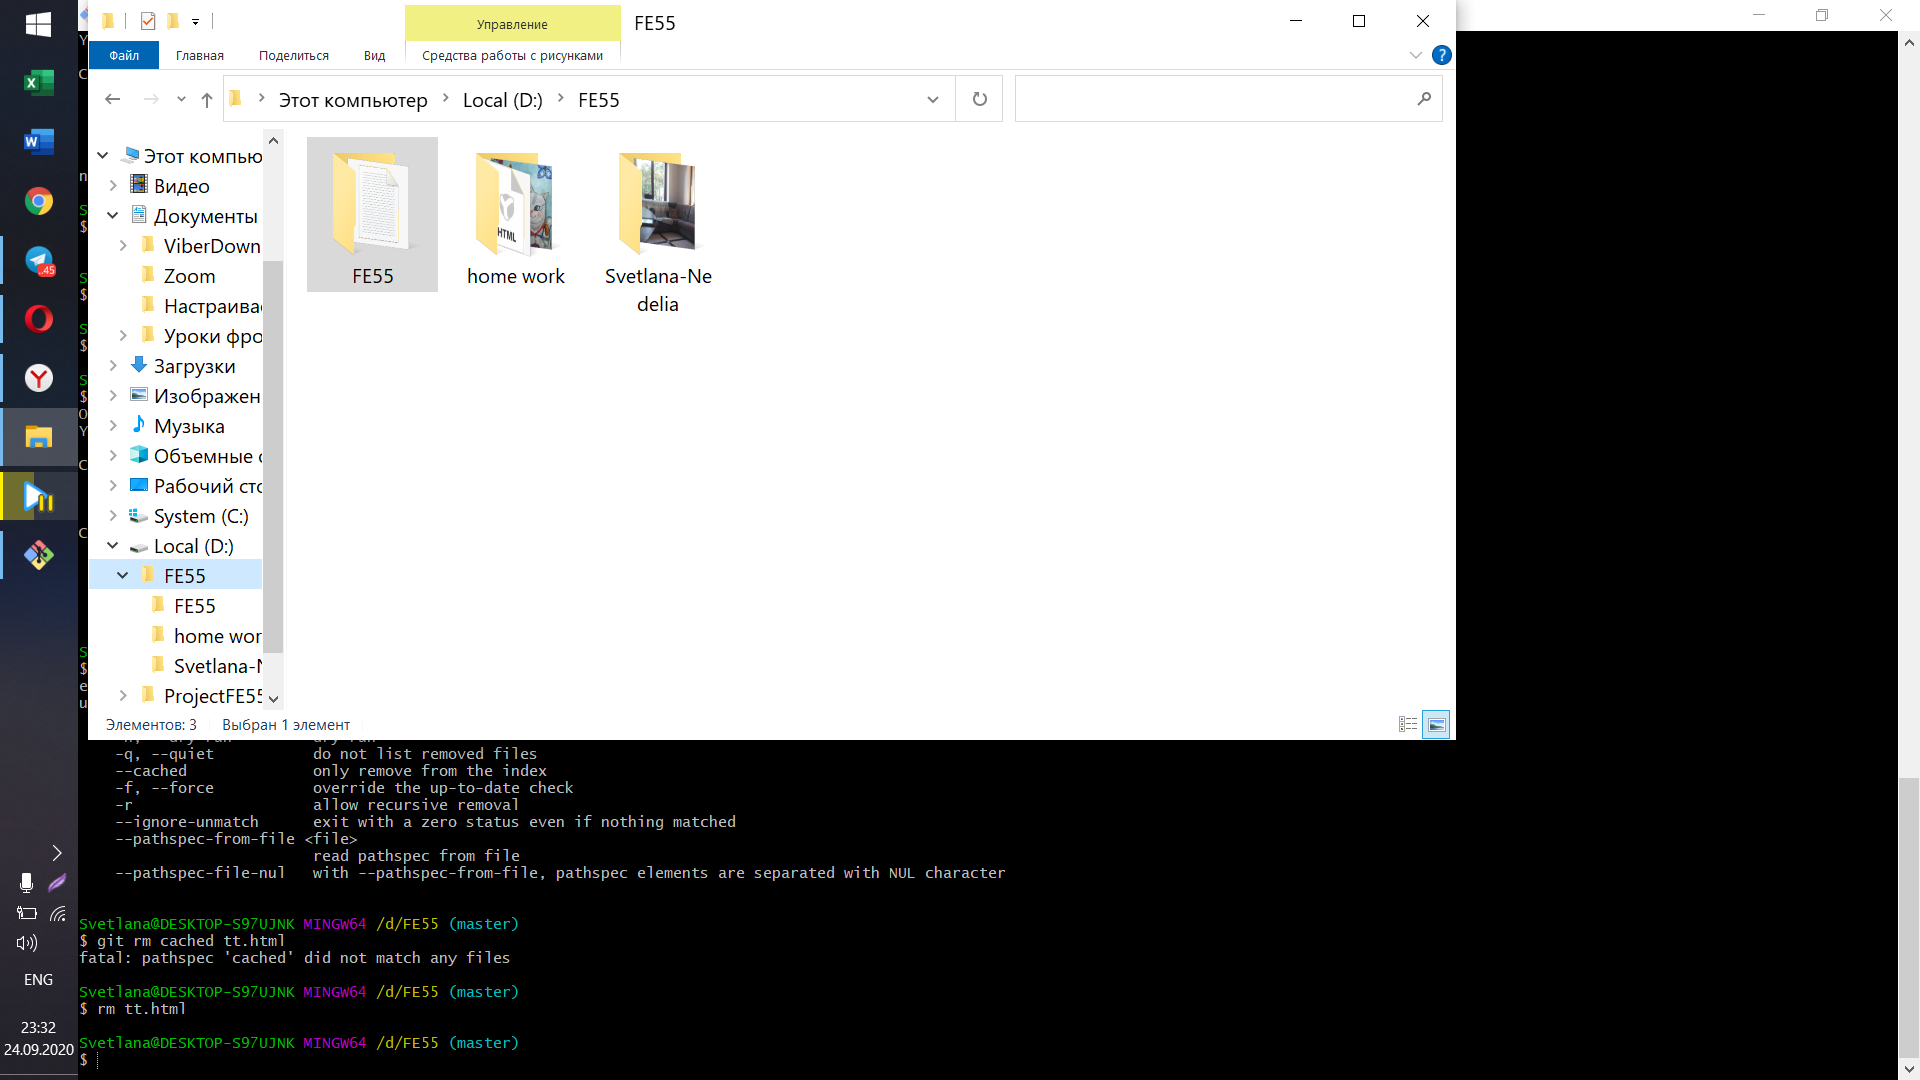 Управление
FE55
Файл
Главная
Поделиться
Вид
Средства работы с рисунками
Этот компьютер
Local (D:)
FE55
Этот компью
Видео
Документы
ViberDown
Zoom
Настраива
Уроки фро
Загрузки
Изображен
Музыка
Объемные
Рабочий сто
System (C:)
Local (D:)
FE55
FE55
home wor
Svetlana-N
ProjectFE55
FE55
home work
Svetlana-Ne
delia
HTML
Элементов: 3
Выбран 1 элемент
45
-q, --quiet do not list removed files
--cached only remove from the index
-f, --force override the up-to-date check
-r allow recursive removal
--ignore-unmatch exit with a zero status even if nothing matched
--pathspec-from-file <file>
read pathspec from file
--pathspec-file-nul with --pathspec-from-file, pathspec elements are separated with NUL character
Svetlana@DESKTOP-S97UJNK MINGW64 /d/FE55 (master)
$ git rm cached tt.html
fatal: pathspec 'cached' did not match any files
Svetlana@DESKTOP-S97UJNK MINGW64 /d/FE55 (master)
$ rm tt.html
Svetlana@DESKTOP-S97UJNK MINGW64 /d/FE55 (master)
$
ENG
23:32
24.09.2020